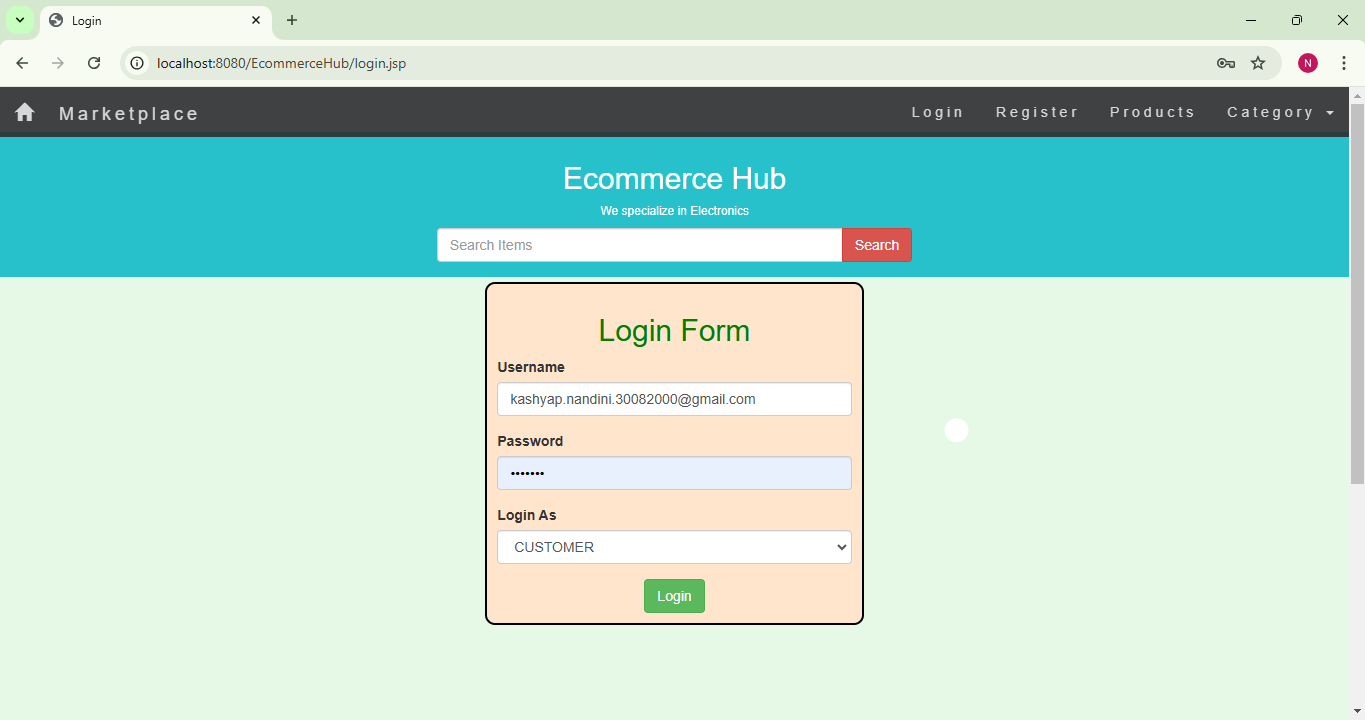 Login
localhost:8080/EcommerceHub/login.jsp
N
Marketplace Login Register Products Category
Ecommerce Hub
We specialize in Electronics
Search Items Search
Login Form
Username
kashyap.nandini.30082000@gmail.com
Password
•••••••
Login As
CUSTOMER
Login